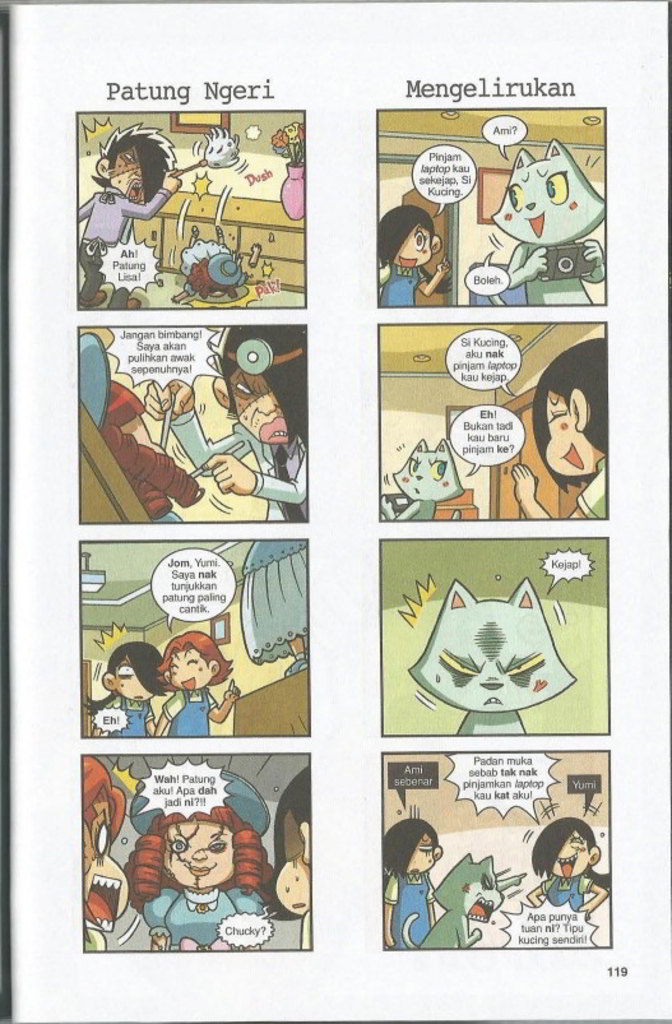 Patung Ngeri
Dush
Ah!
Patung
Lisa!
Pak!
Jangan bimbang!
Saya akan
pulihkan awak
sepenuhnya!
Jom, Yumi.
Saya nak
tunjukkan
patung paling
cantik.
Eh!
Wah! Patung
aku! Apa dah
jadi ni?!!
Chucky?
Mengelirukan
Ami?
Pinjam
laptop kau
sekejap, Si
Kucing.
Boleh.
Si Kucing,
aku nak
pinjam laptop
kau kejap.
Eh!
Bukan tadi
kau baru
pinjam ke?
Kejap!
Ami
sebenar
Padan muka
sebab tak nak
pinjamkan laptop
kau kat aku!
Yumi
Apa punya
tuan ni? Tipu
kucing sendiri!
119